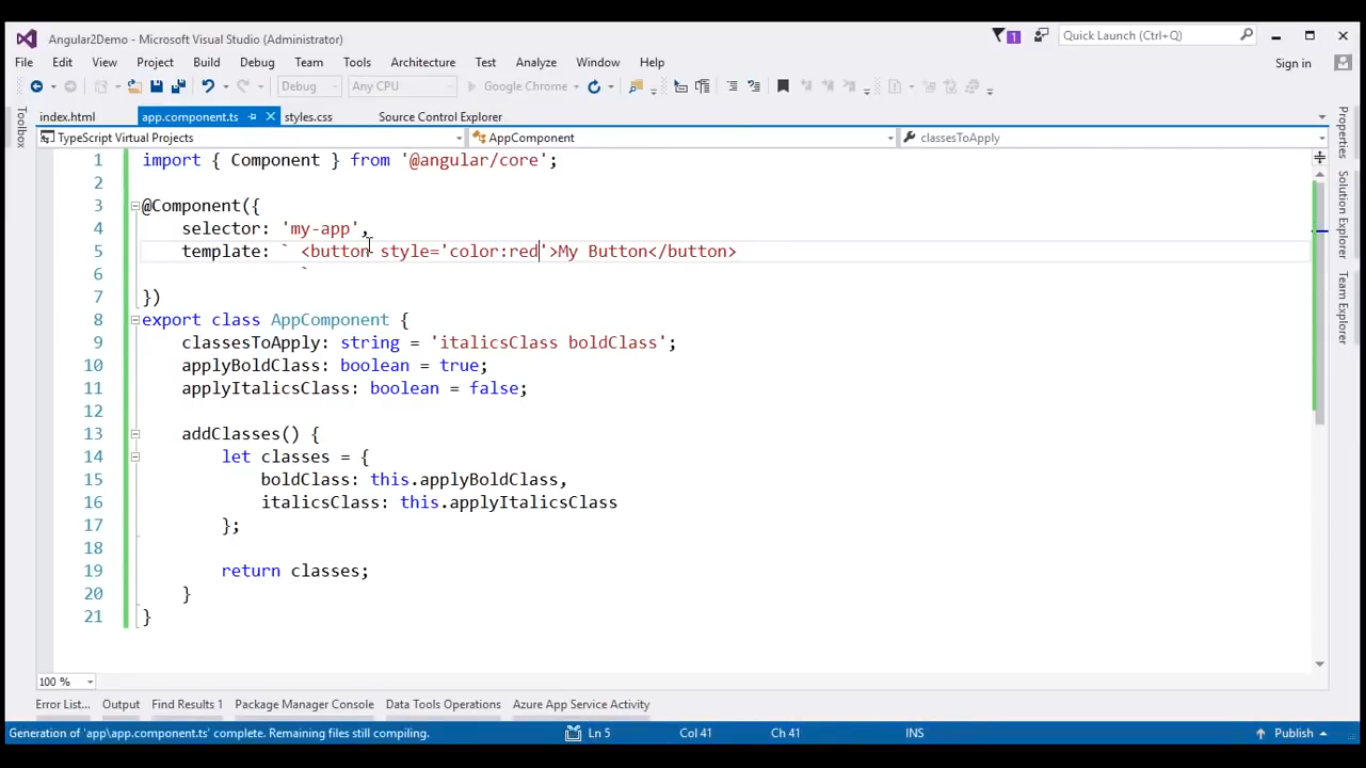 Angular2Demo - Microsoft Visual Studio (Administrator)
1
Quick Launch (Ctrl+Q)
File Edit View Project Build Debug Team Tools Architecture Test Analyze Window Help
Sign in
Debug Any CPU Google Chrome
index.html app.component.ts styles.css Source Control Explorer
TypeScript Virtual Projects AppComponent classesToApply
Toolbox
Properties
Solution Explorer
Team Explorer
1 import { Component } from '@angular/core';
2
3 @Component({
4 selector: 'my-app',
5 template: ` <button style='color:red'>My Button</button>
6 `
7 })
8 export class AppComponent {
9 classesToApply: string = 'italicsClass boldClass';
10 applyBoldClass: boolean = true;
11 applyItalicsClass: boolean = false;
12
13 addClasses() {
14 let classes = {
15 boldClass: this.applyBoldClass,
16 italicsClass: this.applyItalicsClass
17 };
18
19 return classes;
20 }
21 }
100 %
Error List... Output Find Results 1 Package Manager Console Data Tools Operations Azure App Service Activity
Generation of 'app\app.component.ts' complete. Remaining files still compiling. Ln 5 Col 41 Ch 41 INS Publish